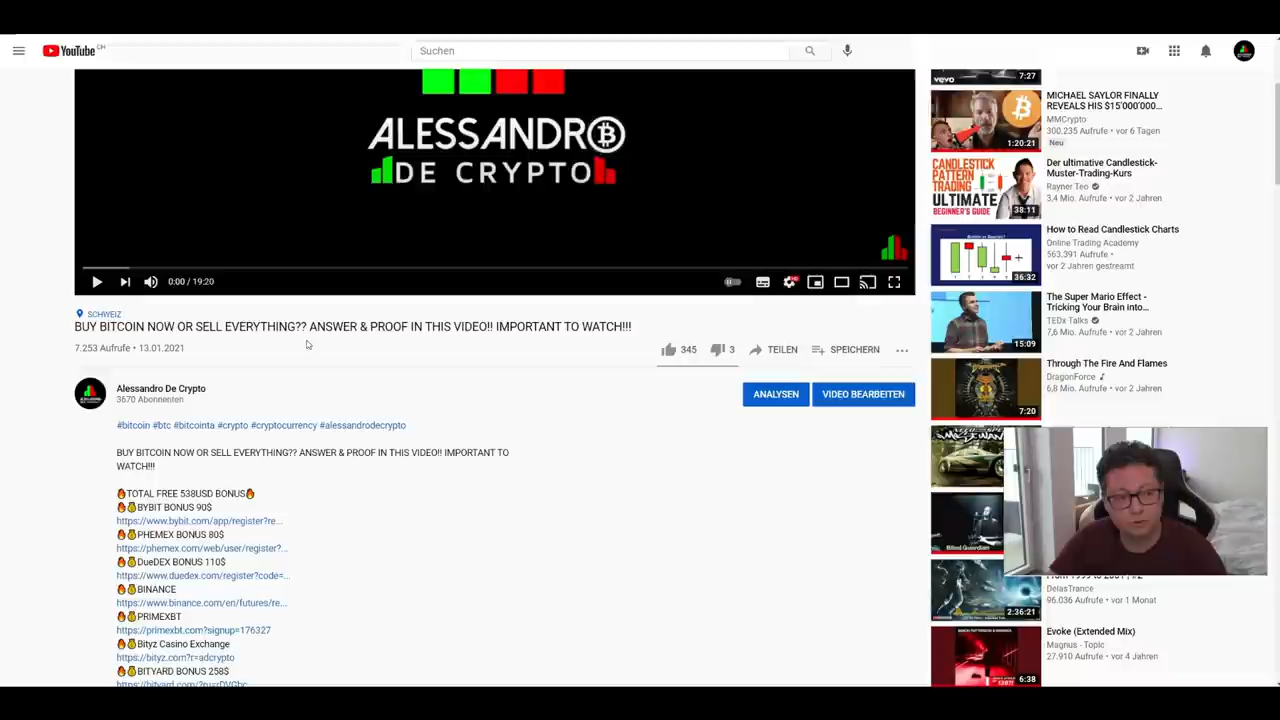 YouTube CH
Suchen
ALESSANDRO
DE CRYPTO
0:00 / 19:20
SCHWEIZ
BUY BITCOIN NOW OR SELL EVERYTHING?? ANSWER & PROOF IN THIS VIDEO!! IMPORTANT TO WATCH!!!
7.253 Aufrufe • 13.01.2021
345
3
TEILEN
SPEICHERN
Alessandro De Crypto
3670 Abonnenten
ANALYSEN
VIDEO BEARBEITEN
#bitcoin #btc #bitcointa #crypto #cryptocurrency #alessandrodecrypto
BUY BITCOIN NOW OR SELL EVERYTHING?? ANSWER & PROOF IN THIS VIDEO!! IMPORTANT TO
WATCH!!!
🔥TOTAL FREE 538USD BONUS🔥
🔥💰BYBIT BONUS 90$
https://www.bybit.com/app/register?re...
🔥💰PHEMEX BONUS 80$
https://phemex.com/web/user/register?...
🔥💰DueDEX BONUS 110$
https://www.duedex.com/register?code=...
🔥💰BINANCE
https://www.binance.com/en/futures/re...
🔥💰PRIMEXBT
https://primexbt.com?signup=176327
🔥💰Bityz Casino Exchange
https://bityz.com?r=adcrypto
🔥💰BITYARD BONUS 258$
vevo
7:27
MICHAEL SAYLOR FINALLY
REVEALS HIS $15'000'000...
MMCrypto
300.235 Aufrufe • vor 6 Tagen
Neu
1:20:21
CANDLESTICK
PATTERN
TRADING
ULTIMATE
BEGINNER'S GUIDE
38:11
Der ultimative Candlestick-
Muster-Trading-Kurs
Rayner Teo
3,4 Mio. Aufrufe • vor 2 Jahren
36:32
How to Read Candlestick Charts
Online Trading Academy
563.391 Aufrufe •
vor 2 Jahren gestreamt
15:09
The Super Mario Effect -
Tricking Your Brain into...
TEDx Talks
7,6 Mio. Aufrufe • vor 2 Jahren
7:20
Through The Fire And Flames
DragonForce
6,8 Mio. Aufrufe • vor 2 Jahren
Blind Guardian
From 1999 to 2001 | #2
DelasTrance
96.036 Aufrufe • vor 1 Monat
2:36:21
Evoke (Extended Mix)
Magnus - Topic
27.910 Aufrufe • vor 4 Jahren
6:38